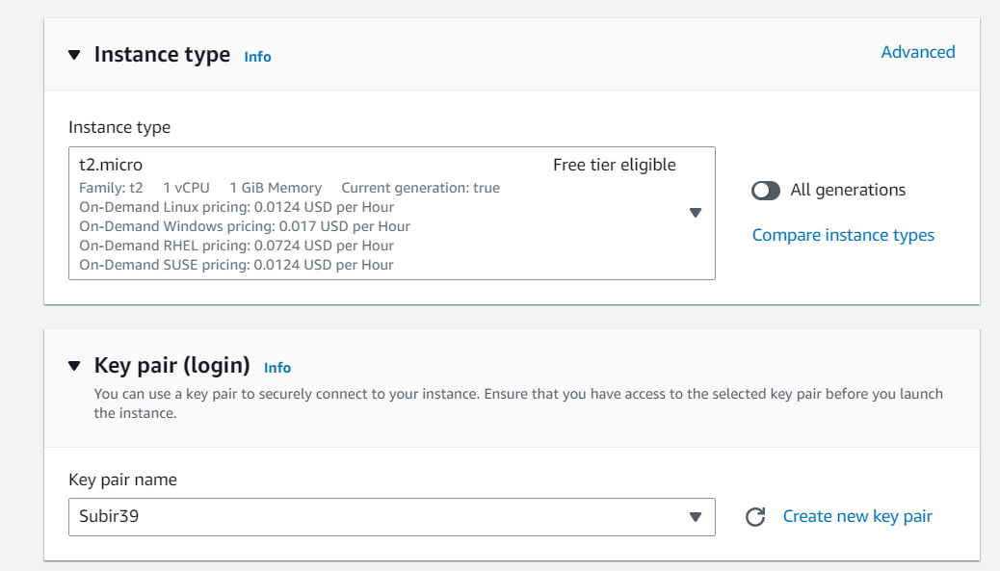 Instance type Info
Advanced
Instance type
t2.micro Free tier eligible
Family: t2 1 vCPU 1 GiB Memory Current generation: true
On-Demand Linux pricing: 0.0124 USD per Hour
On-Demand Windows pricing: 0.017 USD per Hour
On-Demand RHEL pricing: 0.0724 USD per Hour
On-Demand SUSE pricing: 0.0124 USD per Hour
All generations
Compare instance types
Key pair (login) Info
You can use a key pair to securely connect to your instance. Ensure that you have access to the selected key pair before you launch
the instance.
Key pair name
Subir39
Create new key pair